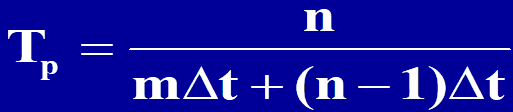 Tₚ = n / (mΔt + (n − 1)Δt)